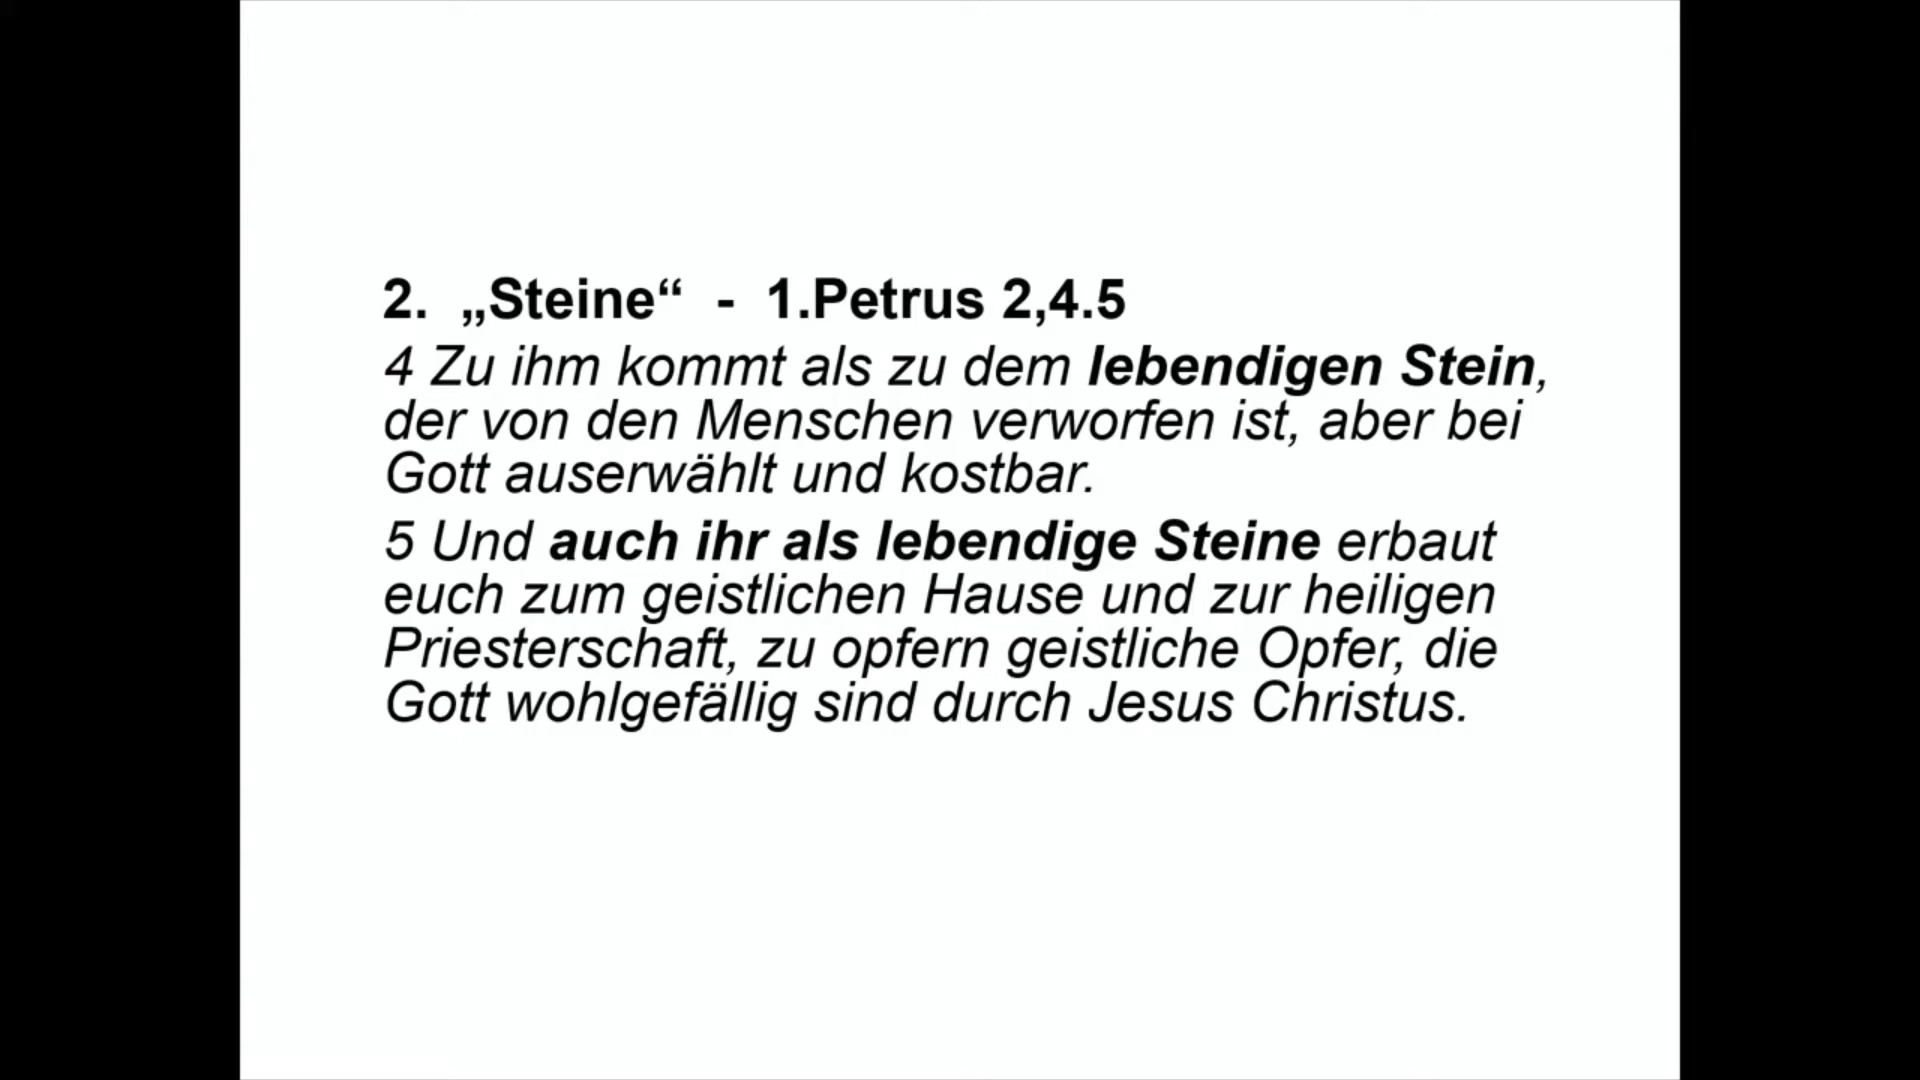 2. „Steine“ - 1.Petrus 2,4.5
4 Zu ihm kommt als zu dem lebendigen Stein,
der von den Menschen verworfen ist, aber bei
Gott auserwählt und kostbar.
5 Und auch ihr als lebendige Steine erbaut
euch zum geistlichen Hause und zur heiligen
Priesterschaft, zu opfern geistliche Opfer, die
Gott wohlgefällig sind durch Jesus Christus.